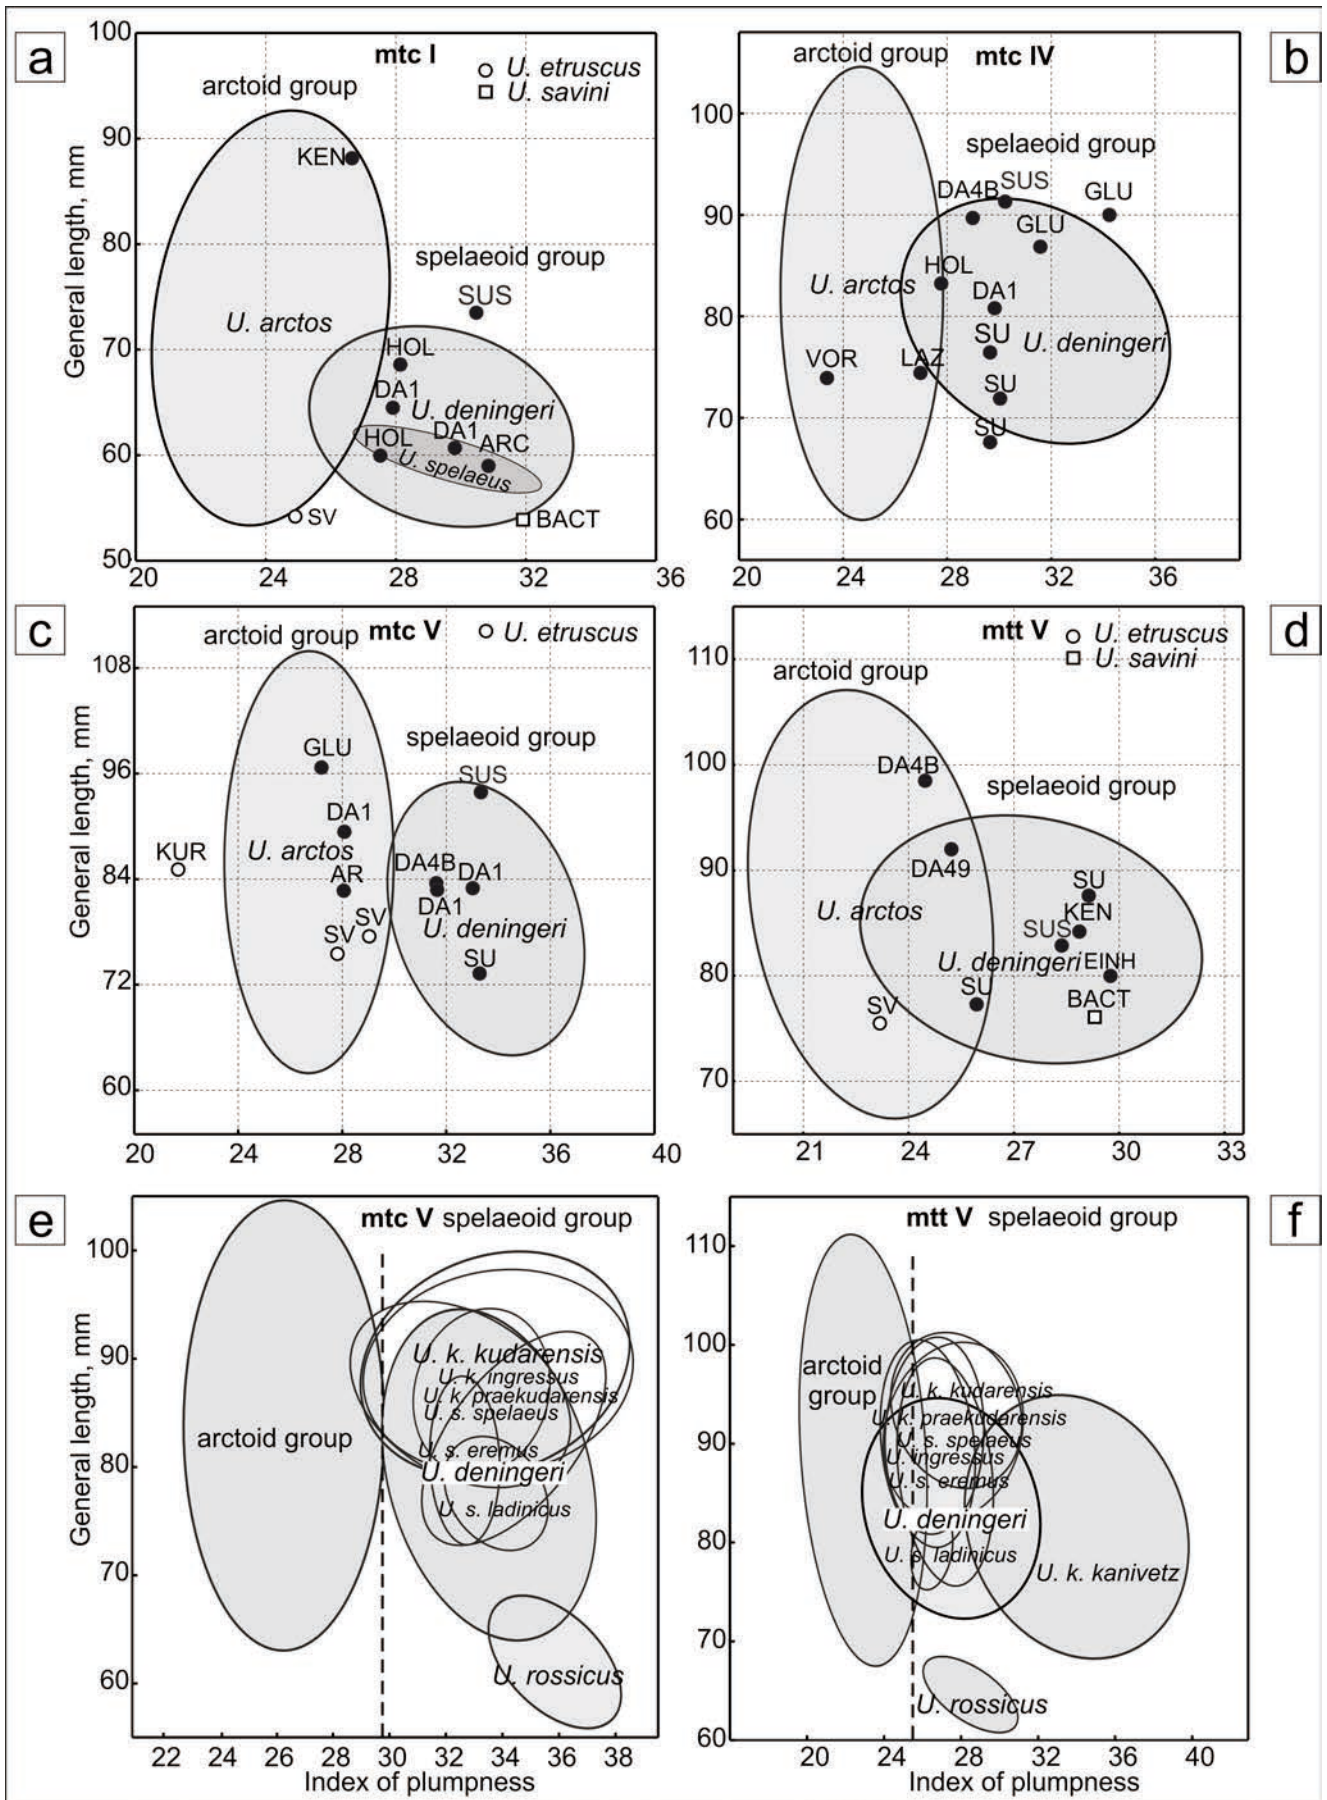 a
mtc I
U. etruscus
U. savini
arctoid group
KEN
spelaeoid group
SUS
U. arctos
HOL
DA1
U. deningeri
DA1
HOL
ARC
U. spelaeus
SV
BACT
General length, mm
100
90
80
70
60
50
20
24
28
32
36
b
arctoid group
mtc IV
spelaeoid group
DA4B
SUS
GLU
GLU
HOL
U. arctos
DA1
SU
U. deningeri
VOR
LAZ
SU
SU
100
90
80
70
60
20
24
28
32
36
c
arctoid group
mtc V
U. etruscus
GLU
spelaeoid group
SUS
DA1
KUR
U. arctos
AR
DA4B
DA1
DA1
SV
SV
U. deningeri
SU
General length, mm
108
96
84
72
60
20
24
28
32
36
40
d
mtt V
U. etruscus
U. savini
arctoid group
DA4B
spelaeoid group
DA49
SU
U. arctos
KEN
SUS
U. deningeri
EINH
SU
SV
BACT
110
100
90
80
70
21
24
27
30
33
e
mtc V spelaeoid group
U. k. kudarensis
U. k. ingressus
U. k. praekudarensis
U. s. spelaeus
arctoid group
U. s. eremus
U. deningeri
U. s. ladinicus
U. rossicus
General length, mm
100
90
80
70
60
22
24
26
28
30
32
34
36
38
Index of plumpness
f
mtt V spelaeoid group
arctoid
group
U. k. kudarensis
U. k. praekudarensis
U. s. spelaeus
U. ingressus
U. s. eremus
U. deningeri
U. s. ladinicus
U. k. kanivetz
U. rossicus
110
100
90
80
70
60
20
24
28
32
36
40
Index of plumpness